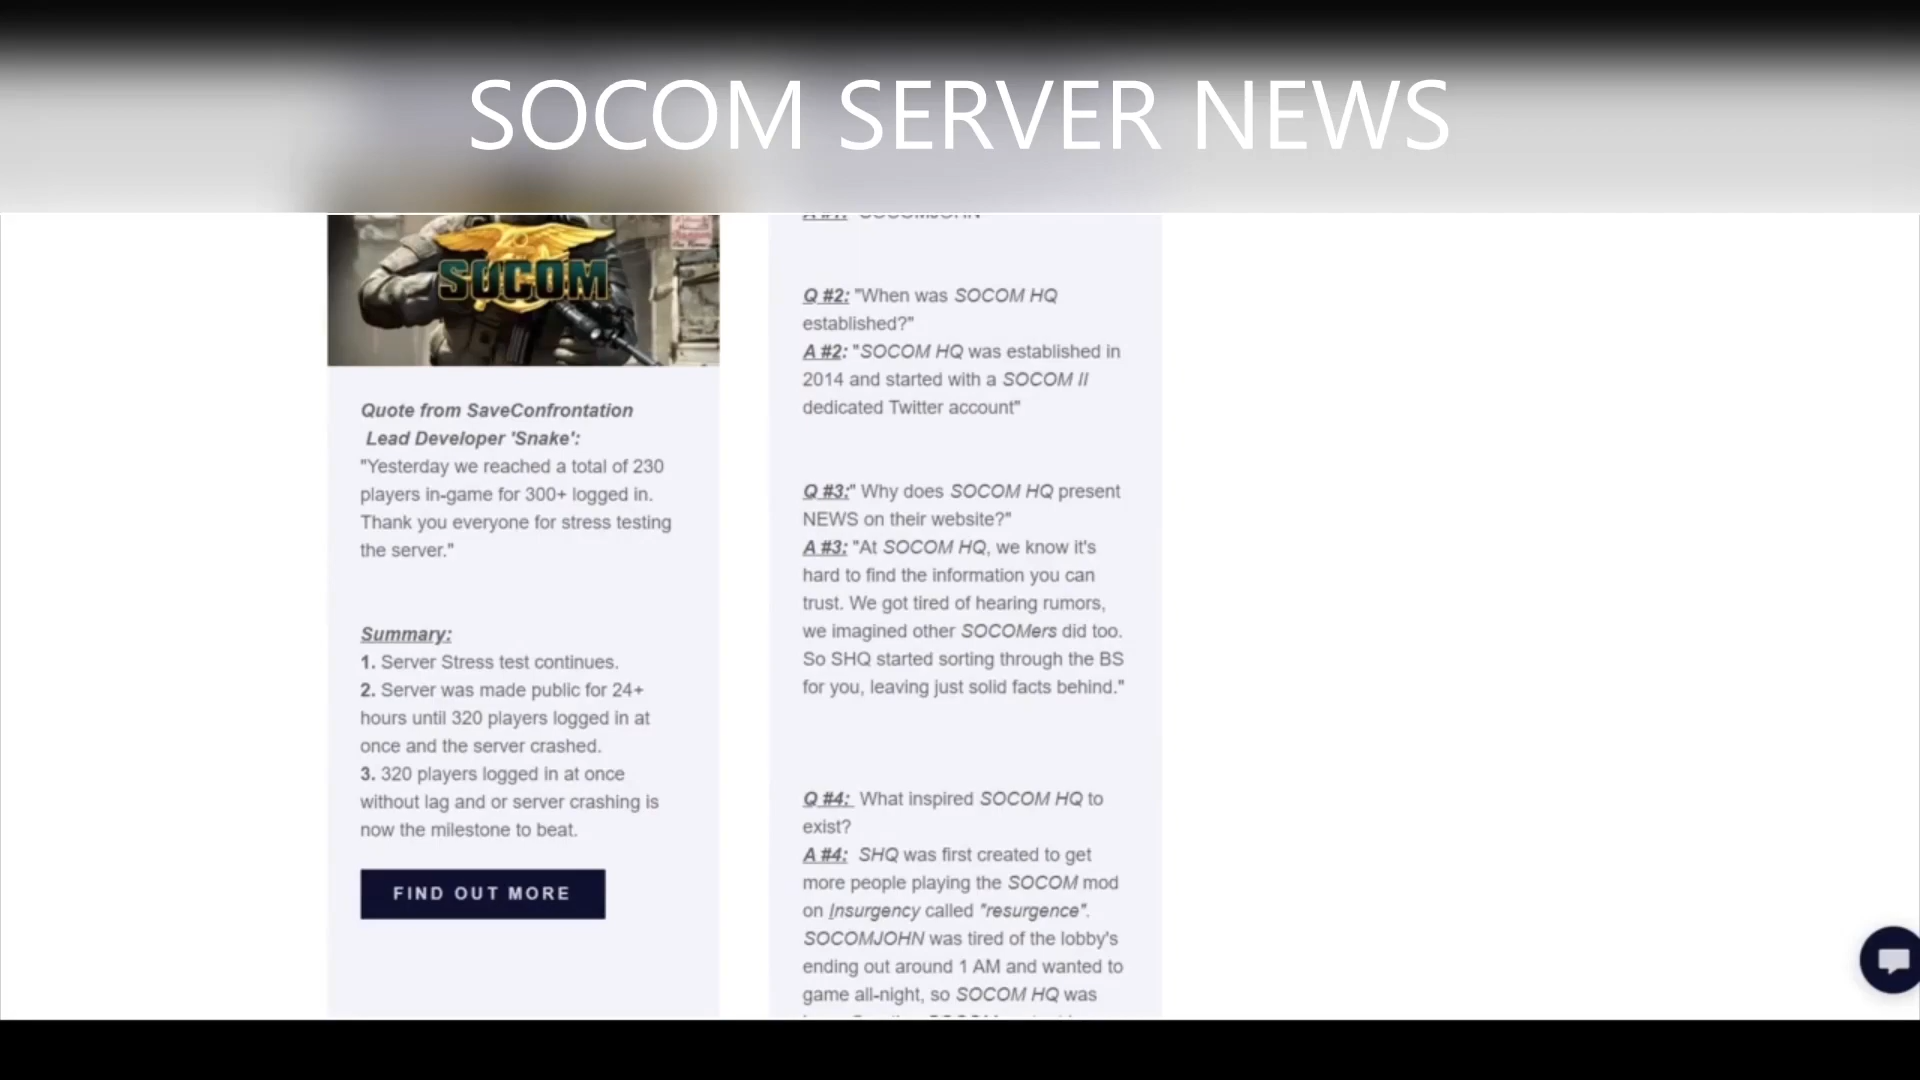 SOCOM SERVER NEWS
SOCOM
Quote from SaveConfrontation
Lead Developer 'Snake':
"Yesterday we reached a total of 230
players in-game for 300+ logged in.
Thank you everyone for stress testing
the server."
Summary:
1. Server Stress test continues.
2. Server was made public for 24+
hours until 320 players logged in at
once and the server crashed.
3. 320 players logged in at once
without lag and or server crashing is
now the milestone to beat.
FIND OUT MORE
Q #2: "When was SOCOM HQ
established?"
A #2: "SOCOM HQ was established in
2014 and started with a SOCOM II
dedicated Twitter account"
Q #3:" Why does SOCOM HQ present
NEWS on their website?"
A #3: "At SOCOM HQ, we know it's
hard to find the information you can
trust. We got tired of hearing rumors,
we imagined other SOCOMers did too.
So SHQ started sorting through the BS
for you, leaving just solid facts behind."
Q #4: What inspired SOCOM HQ to
exist?
A #4: SHQ was first created to get
more people playing the SOCOM mod
on Insurgency called "resurgence".
SOCOMJOHN was tired of the lobby's
ending out around 1 AM and wanted to
game all-night, so SOCOM HQ was